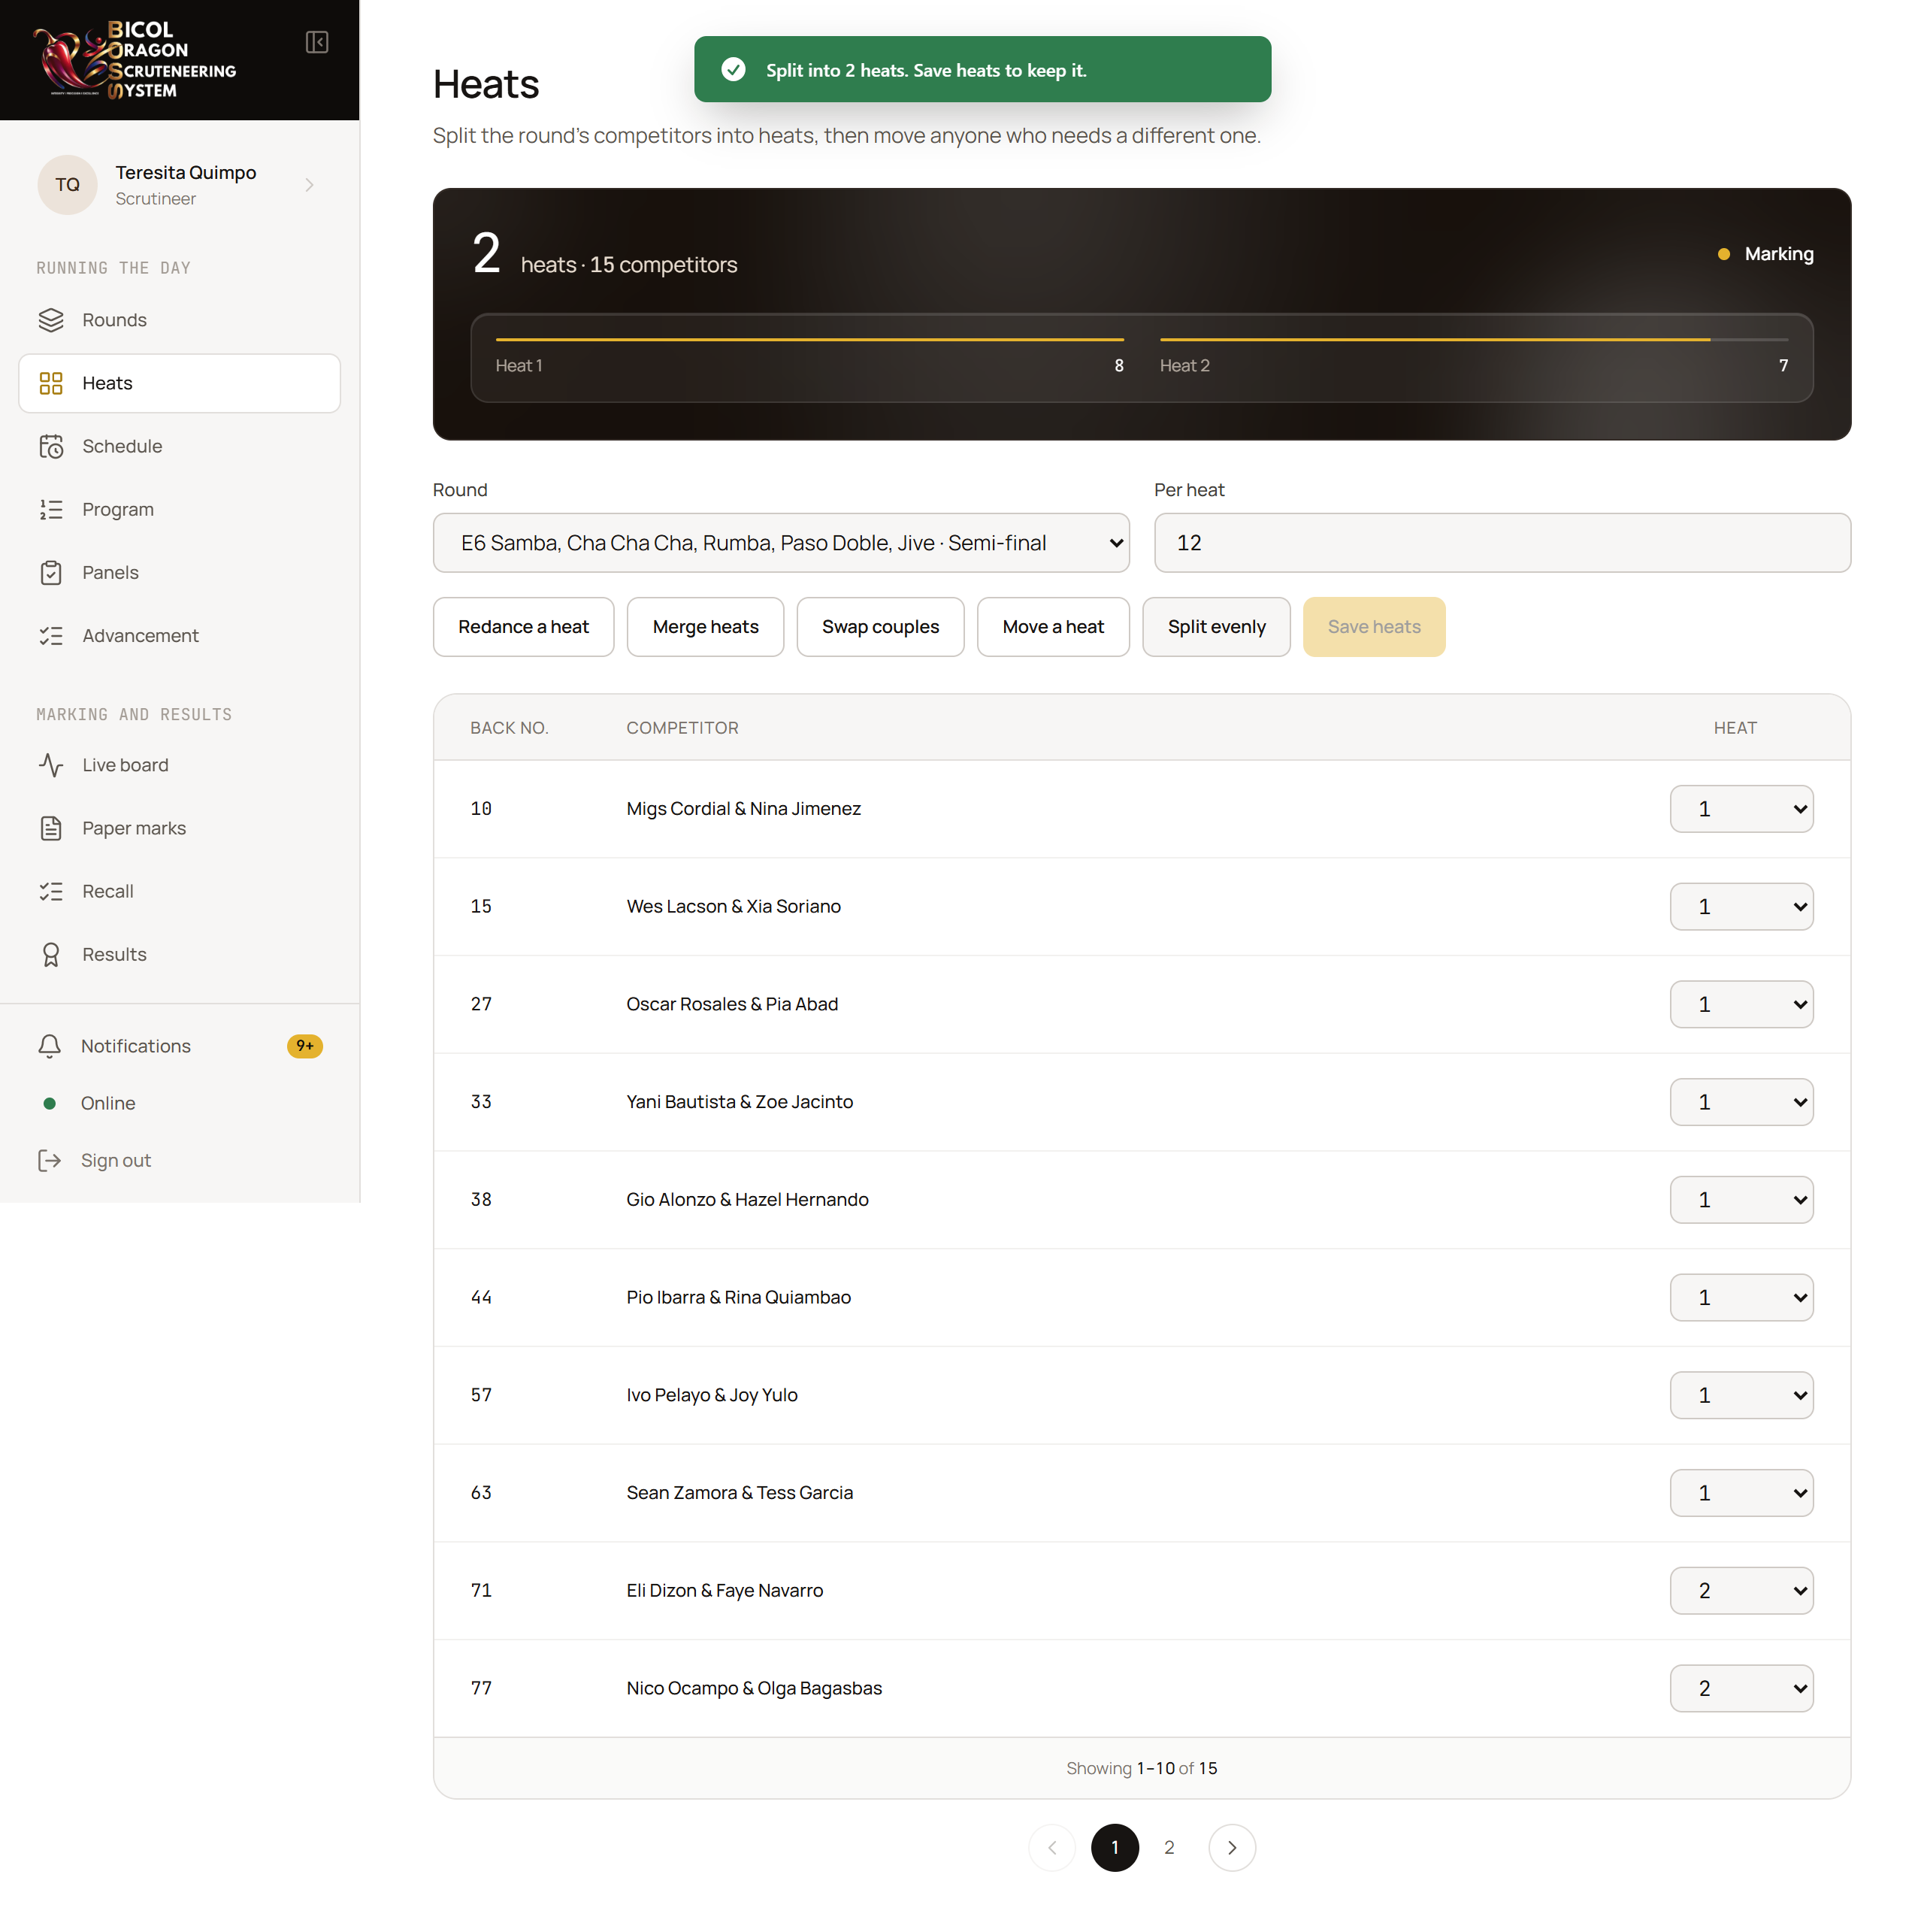 BICOL
DRAGON
SCRUTENEERING
SYSTEM
TQ
Teresita Quimpo
Scrutineer
RUNNING THE DAY
Rounds
Heats
Schedule
Program
Panels
Advancement
MARKING AND RESULTS
Live board
Paper marks
Recall
Results
Notifications
9+
Online
Sign out
Split into 2 heats. Save heats to keep it.
Heats
Split the round's competitors into heats, then move anyone who needs a different one.
2 heats · 15 competitors
Marking
Heat 1 8
Heat 2 7
Round
Per heat
E6 Samba, Cha Cha Cha, Rumba, Paso Doble, Jive · Semi-final
12
Redance a heat
Merge heats
Swap couples
Move a heat
Split evenly
Save heats
BACK NO. COMPETITOR HEAT
10 Migs Cordial & Nina Jimenez 1
15 Wes Lacson & Xia Soriano 1
27 Oscar Rosales & Pia Abad 1
33 Yani Bautista & Zoe Jacinto 1
38 Gio Alonzo & Hazel Hernando 1
44 Pio Ibarra & Rina Quiambao 1
57 Ivo Pelayo & Joy Yulo 1
63 Sean Zamora & Tess Garcia 1
71 Eli Dizon & Faye Navarro 2
77 Nico Ocampo & Olga Bagasbas 2
Showing 1–10 of 15
1 2